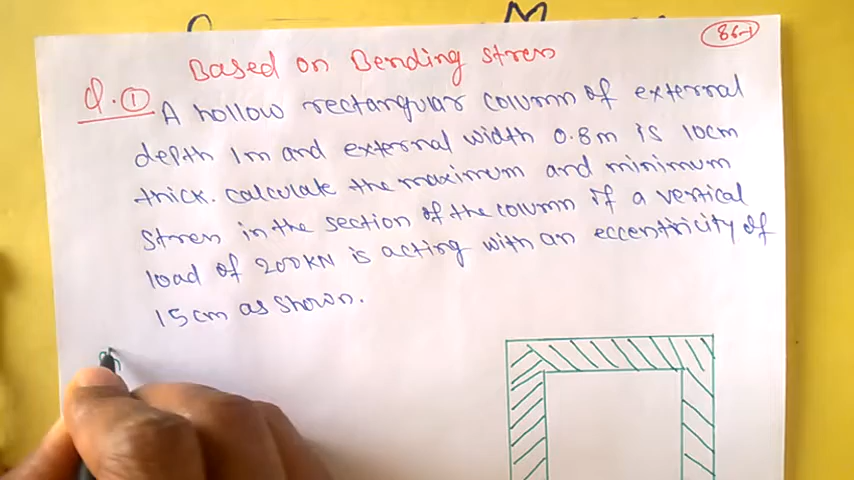 86-1
Based on Bending stress
Q.① A hollow rectangular column of external
depth 1m and external width 0.8m is 10cm
thick. calculate the maximum and minimum
stress in the section of the column if a vertical
load of 200KN is acting with an eccentricity of
15cm as shown.